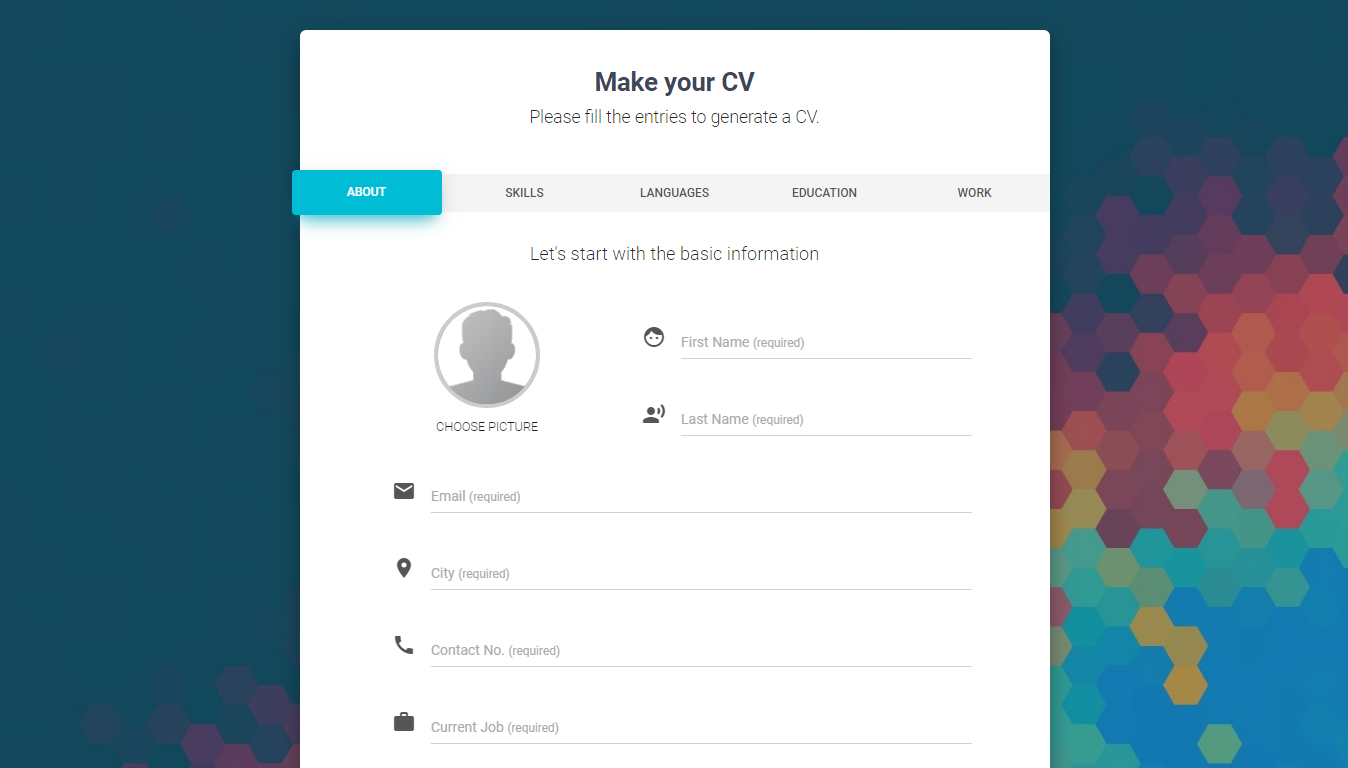 Make your CV
Please fill the entries to generate a CV.
ABOUT SKILLS LANGUAGES EDUCATION WORK
Let's start with the basic information
First Name (required)
Last Name (required)
CHOOSE PICTURE
Email (required)
City (required)
Contact No. (required)
Current Job (required)